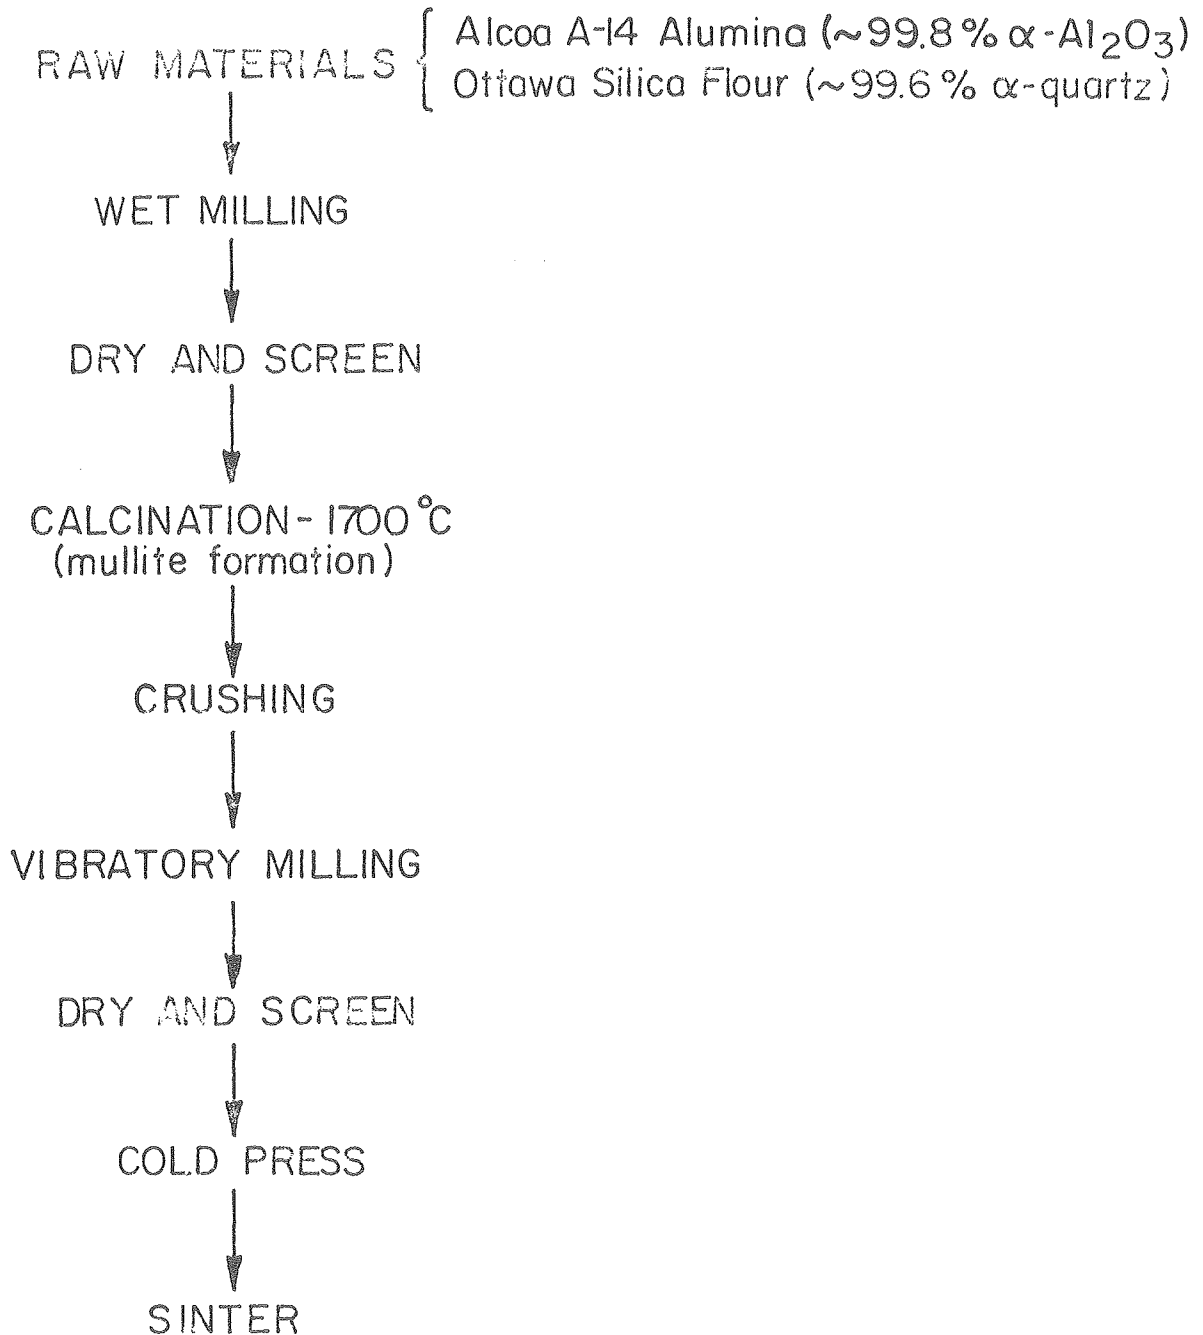 RAW MATERIALS { Alcoa A-14 Alumina (~99.8% α-Al₂O₃)
Ottawa Silica Flour (~99.6% α-quartz)
WET MILLING
DRY AND SCREEN
CALCINATION - 1700°C
(mullite formation)
CRUSHING
VIBRATORY MILLING
DRY AND SCREEN
COLD PRESS
SINTER